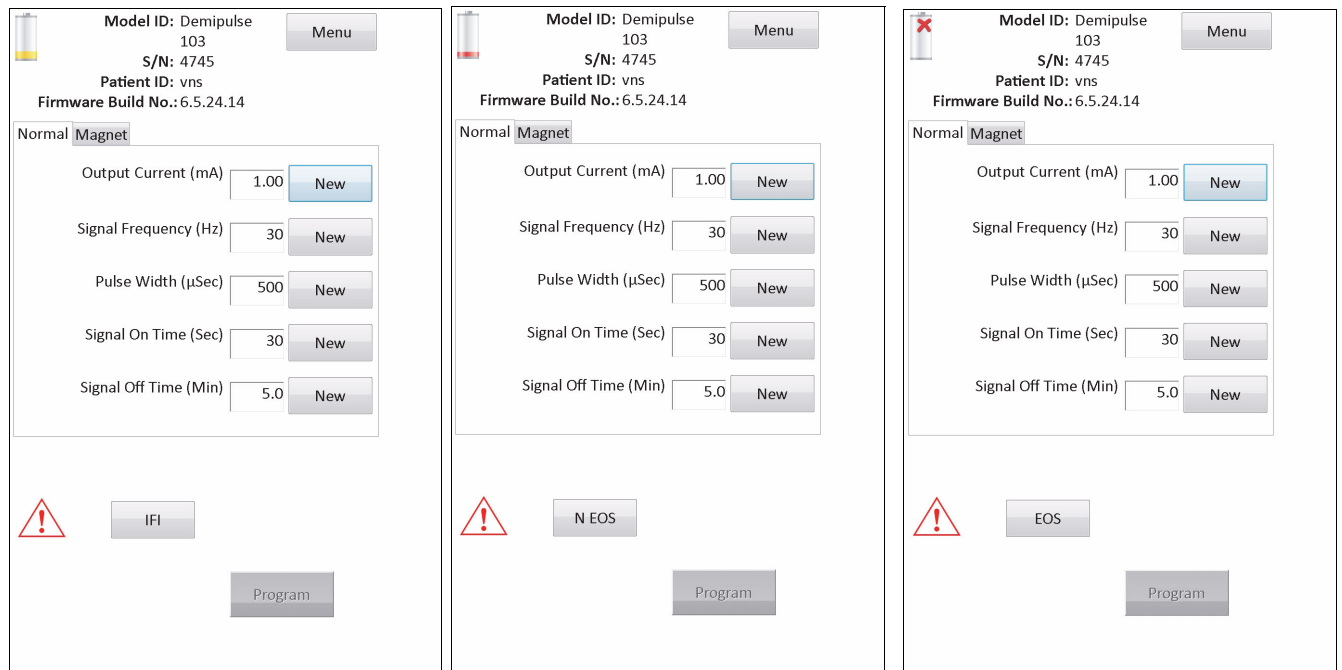 Model ID: Demipulse
103
S/N: 4745
Patient ID: vns
Firmware Build No.: 6.5.24.14
Menu
Normal Magnet
Output Current (mA) 1.00 New
Signal Frequency (Hz) 30 New
Pulse Width (µSec) 500 New
Signal On Time (Sec) 30 New
Signal Off Time (Min) 5.0 New
! IFI
Program
Model ID: Demipulse
103
S/N: 4745
Patient ID: vns
Firmware Build No.: 6.5.24.14
Menu
Normal Magnet
Output Current (mA) 1.00 New
Signal Frequency (Hz) 30 New
Pulse Width (µSec) 500 New
Signal On Time (Sec) 30 New
Signal Off Time (Min) 5.0 New
! N EOS
Program
Model ID: Demipulse
103
S/N: 4745
Patient ID: vns
Firmware Build No.: 6.5.24.14
Menu
Normal Magnet
Output Current (mA) 1.00 New
Signal Frequency (Hz) 30 New
Pulse Width (µSec) 500 New
Signal On Time (Sec) 30 New
Signal Off Time (Min) 5.0 New
! EOS
Program